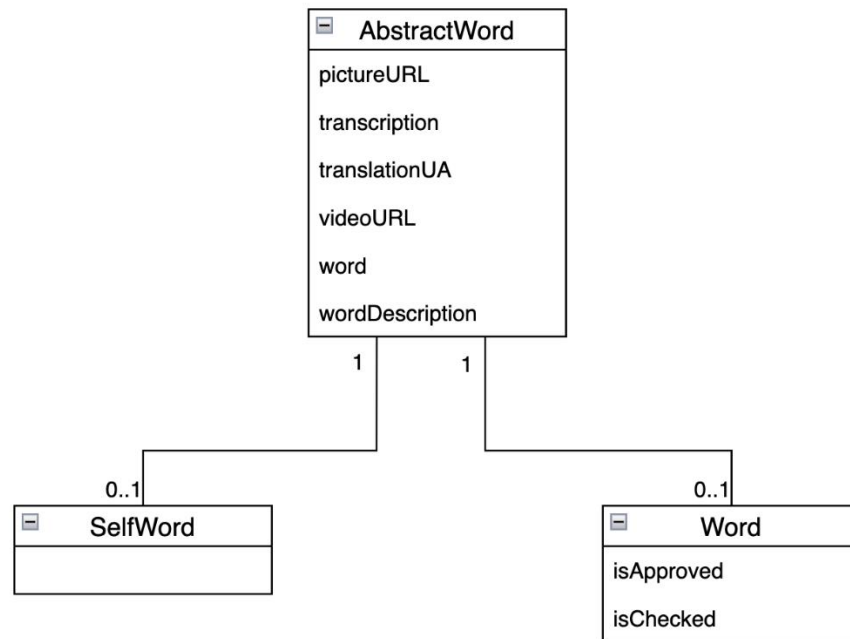 AbstractWord
pictureURL
transcription
translationUA
videoURL
word
wordDescription
1 1
0..1 0..1
SelfWord Word
isApproved
isChecked